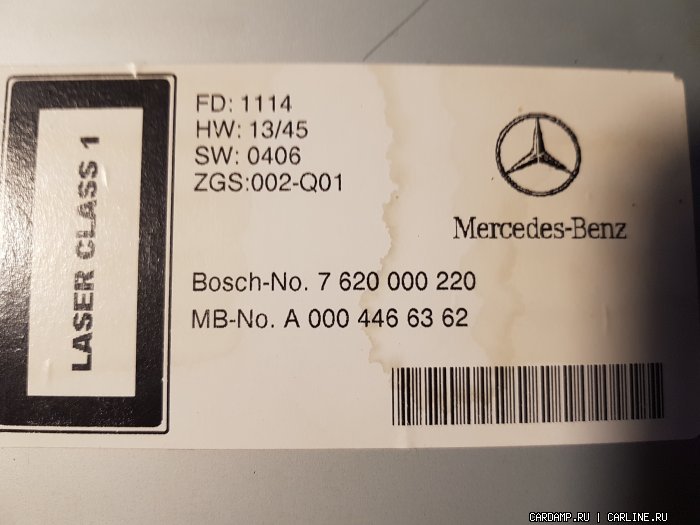 LASER CLASS 1
FD: 1114
HW: 13/45
SW: 0406
ZGS:002-Q01
Mercedes-Benz
Bosch-No. 7 620 000 220
MB-No. A 000 446 63 62
CARDAMP.RU | CARLINE.RU